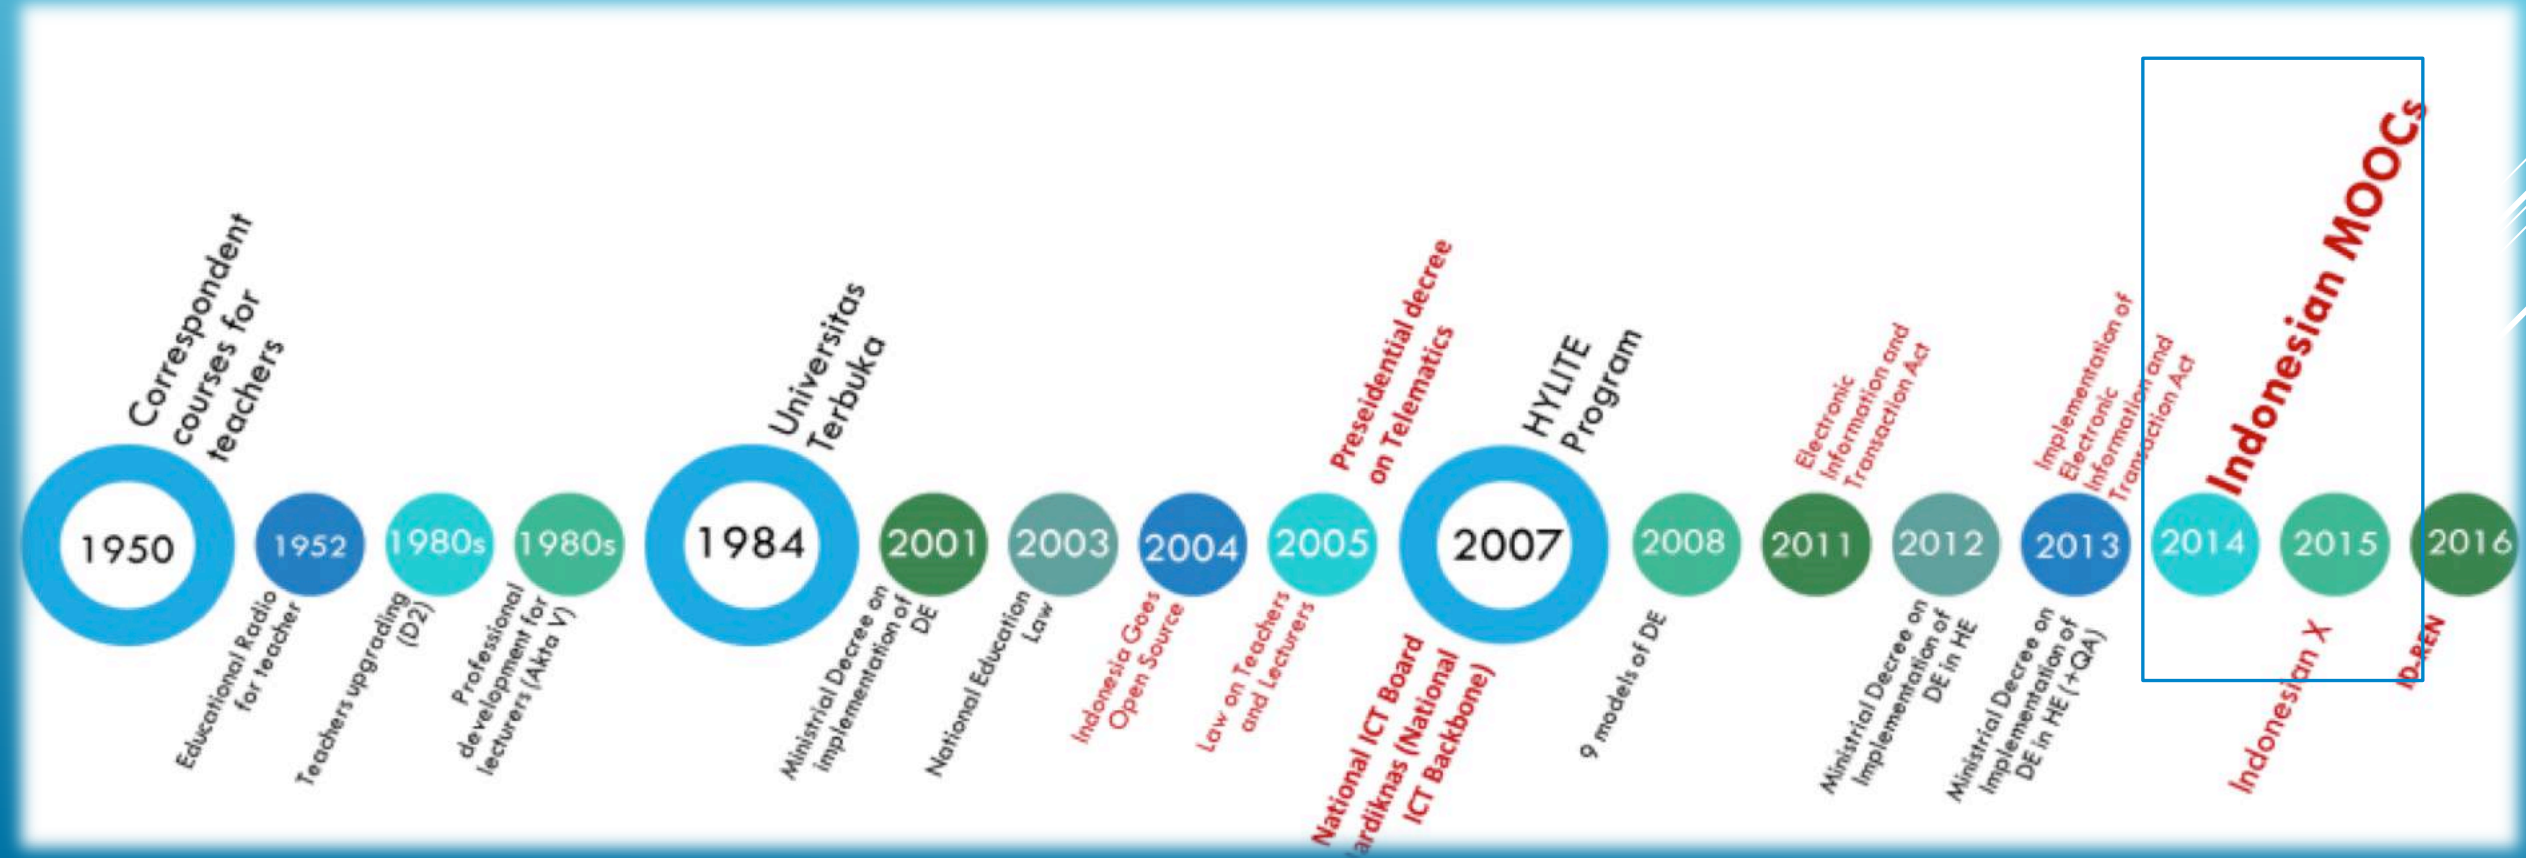 Correspondent
courses for
teachers
1950
1952
Educational Radio
for teacher
1980s
Teachers upgrading
(D2)
1980s
Professional
development for
lecturers (Akta V)
Universitas
Terbuka
1984
2001
Ministrial Decree on
implementation of
DE
2003
National Education
Law
2004
Indonesia Goes
Open Source
Preseidential decree
on Telematics
2005
Law on Teachers
and Lecturers
HYLITE
Program
2007
National ICT Board
(National
ICT Backbone)
2008
9 models of DE
Electronic
Information and
Transaction Act
2011
2012
Ministrial Decree on
Implementation of
DE in HE
Implementation of
Electronic
Information and
Transaction Act
2013
Ministrial Decree on
Implementation of
DE in HE (+QA)
Indonesian MOOCs
2014
2015
Indonesian X
2016
ID-REN